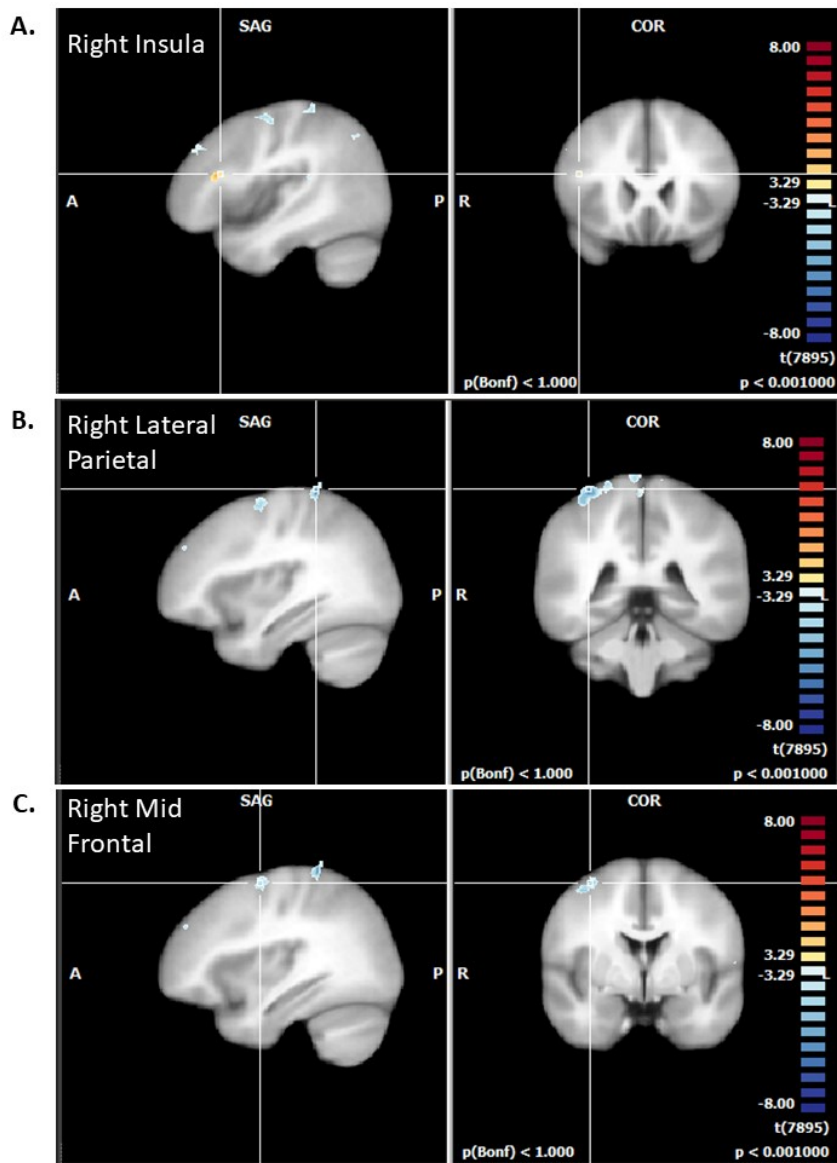 A.
Right Insula
SAG
COR
8.00
A
P
R
3.29
-3.29
L
-8.00
t(7895)
p(Bonf) < 1.000
p < 0.001000
B.
Right Lateral
Parietal
SAG
COR
8.00
A
P
R
3.29
-3.29
L
-8.00
t(7895)
p(Bonf) < 1.000
p < 0.001000
C.
Right Mid
Frontal
SAG
COR
8.00
A
P
R
3.29
-3.29
L
-8.00
t(7895)
p(Bonf) < 1.000
p < 0.001000